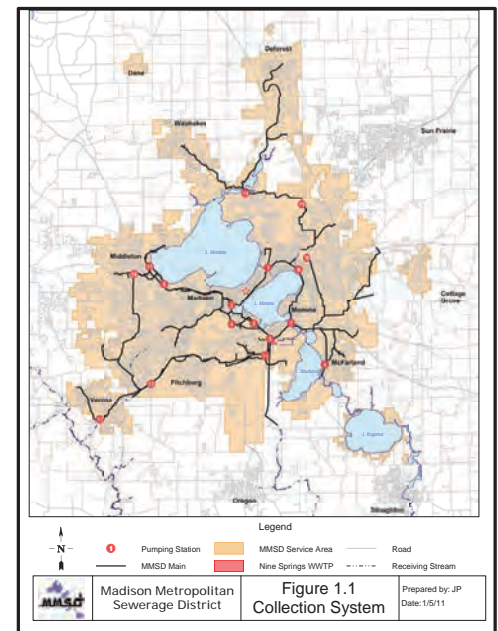 Deforest
Dane
Waunakee
Sun Prairie
L. Mendota
Middleton
Madison
L. Monona
Monona
Cottage
Grove
McFarland
Fitchburg
Verona
L. Kegonsa
Oregon
Stoughton
Legend
N
Pumping Station
MMSD Service Area
Road
MMSD Main
Nine Springs WWTP
Receiving Stream
MMSD
Madison Metropolitan
Sewerage District
Figure 1.1
Collection System
Prepared by: JP
Date: 1/5/11